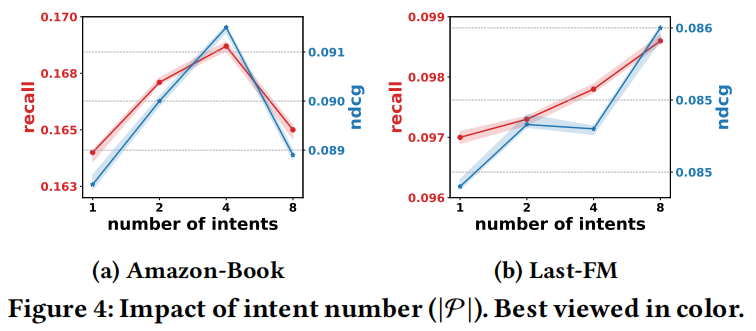 0.170
0.168
0.165
0.163
recall
0.091
0.090
0.089
ndcg
1 2 4 8
number of intents
(a) Amazon-Book
0.099
0.098
0.097
0.096
recall
0.086
0.085
0.085
ndcg
1 2 4 8
number of intents
(b) Last-FM
Figure 4: Impact of intent number (|𝒫|). Best viewed in color.